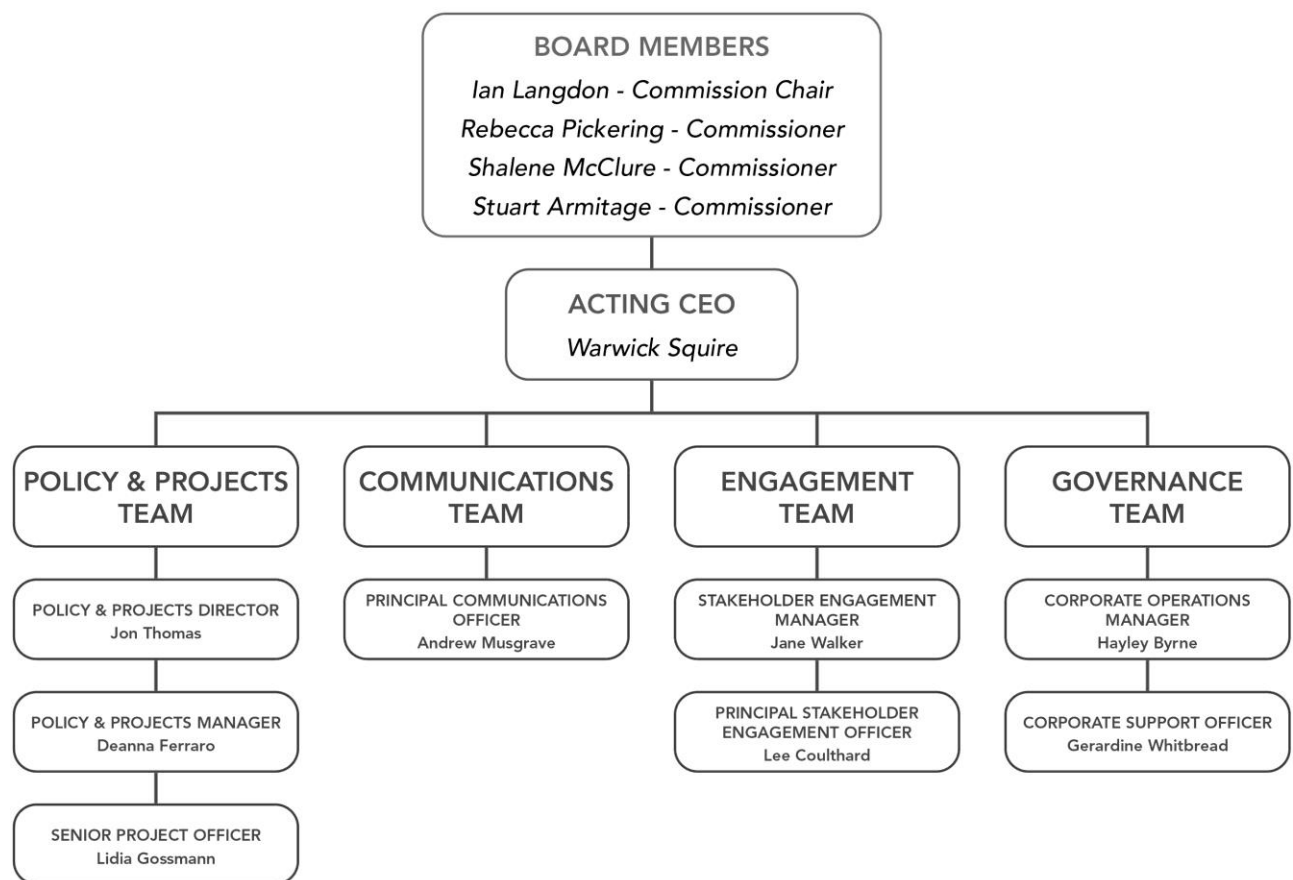 BOARD MEMBERS
Ian Langdon - Commission Chair
Rebecca Pickering - Commissioner
Shalene McClure - Commissioner
Stuart Armitage - Commissioner
ACTING CEO
Warwick Squire
POLICY & PROJECTS
TEAM
POLICY & PROJECTS DIRECTOR
Jon Thomas
POLICY & PROJECTS MANAGER
Deanna Ferraro
SENIOR PROJECT OFFICER
Lidia Gossmann
COMMUNICATIONS
TEAM
PRINCIPAL COMMUNICATIONS
OFFICER
Andrew Musgrave
ENGAGEMENT
TEAM
STAKEHOLDER ENGAGEMENT
MANAGER
Jane Walker
PRINCIPAL STAKEHOLDER
ENGAGEMENT OFFICER
Lee Coulthard
GOVERNANCE
TEAM
CORPORATE OPERATIONS
MANAGER
Hayley Byrne
CORPORATE SUPPORT OFFICER
Gerardine Whitbread